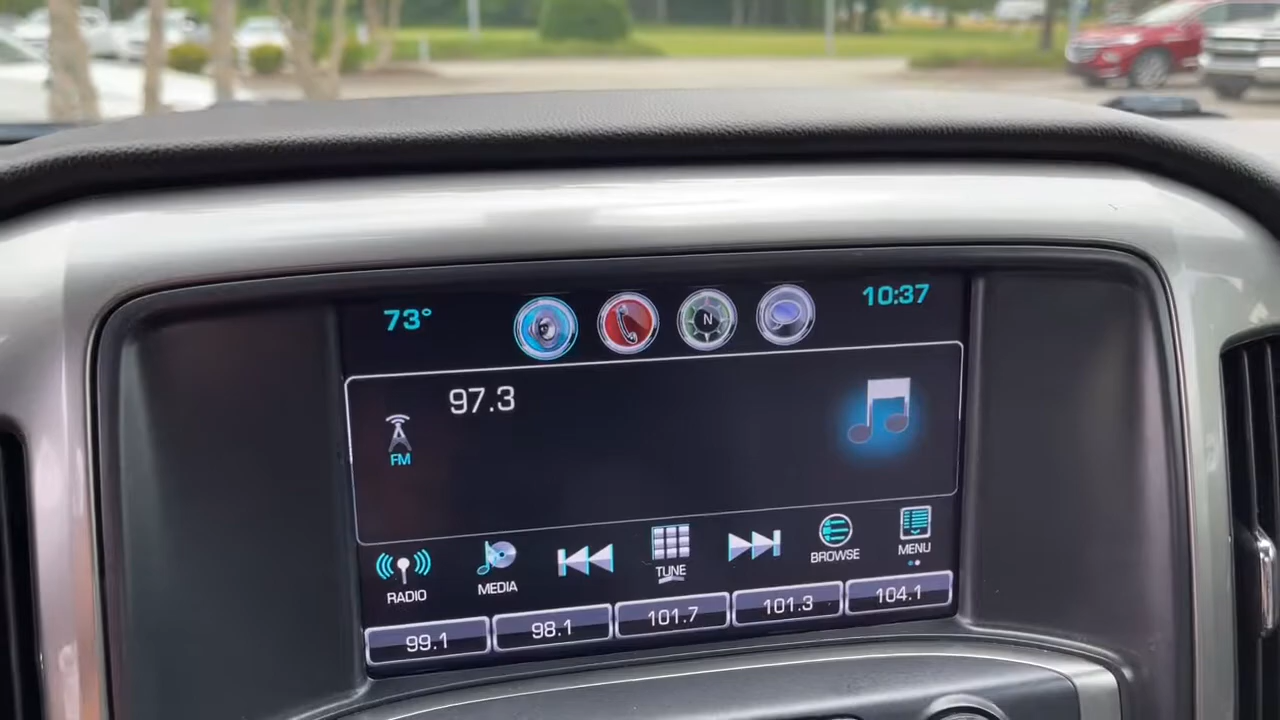 73°
N
10:37
97.3
FM
RADIO
MEDIA
TUNE
BROWSE
MENU
99.1
98.1
101.7
101.3
104.1